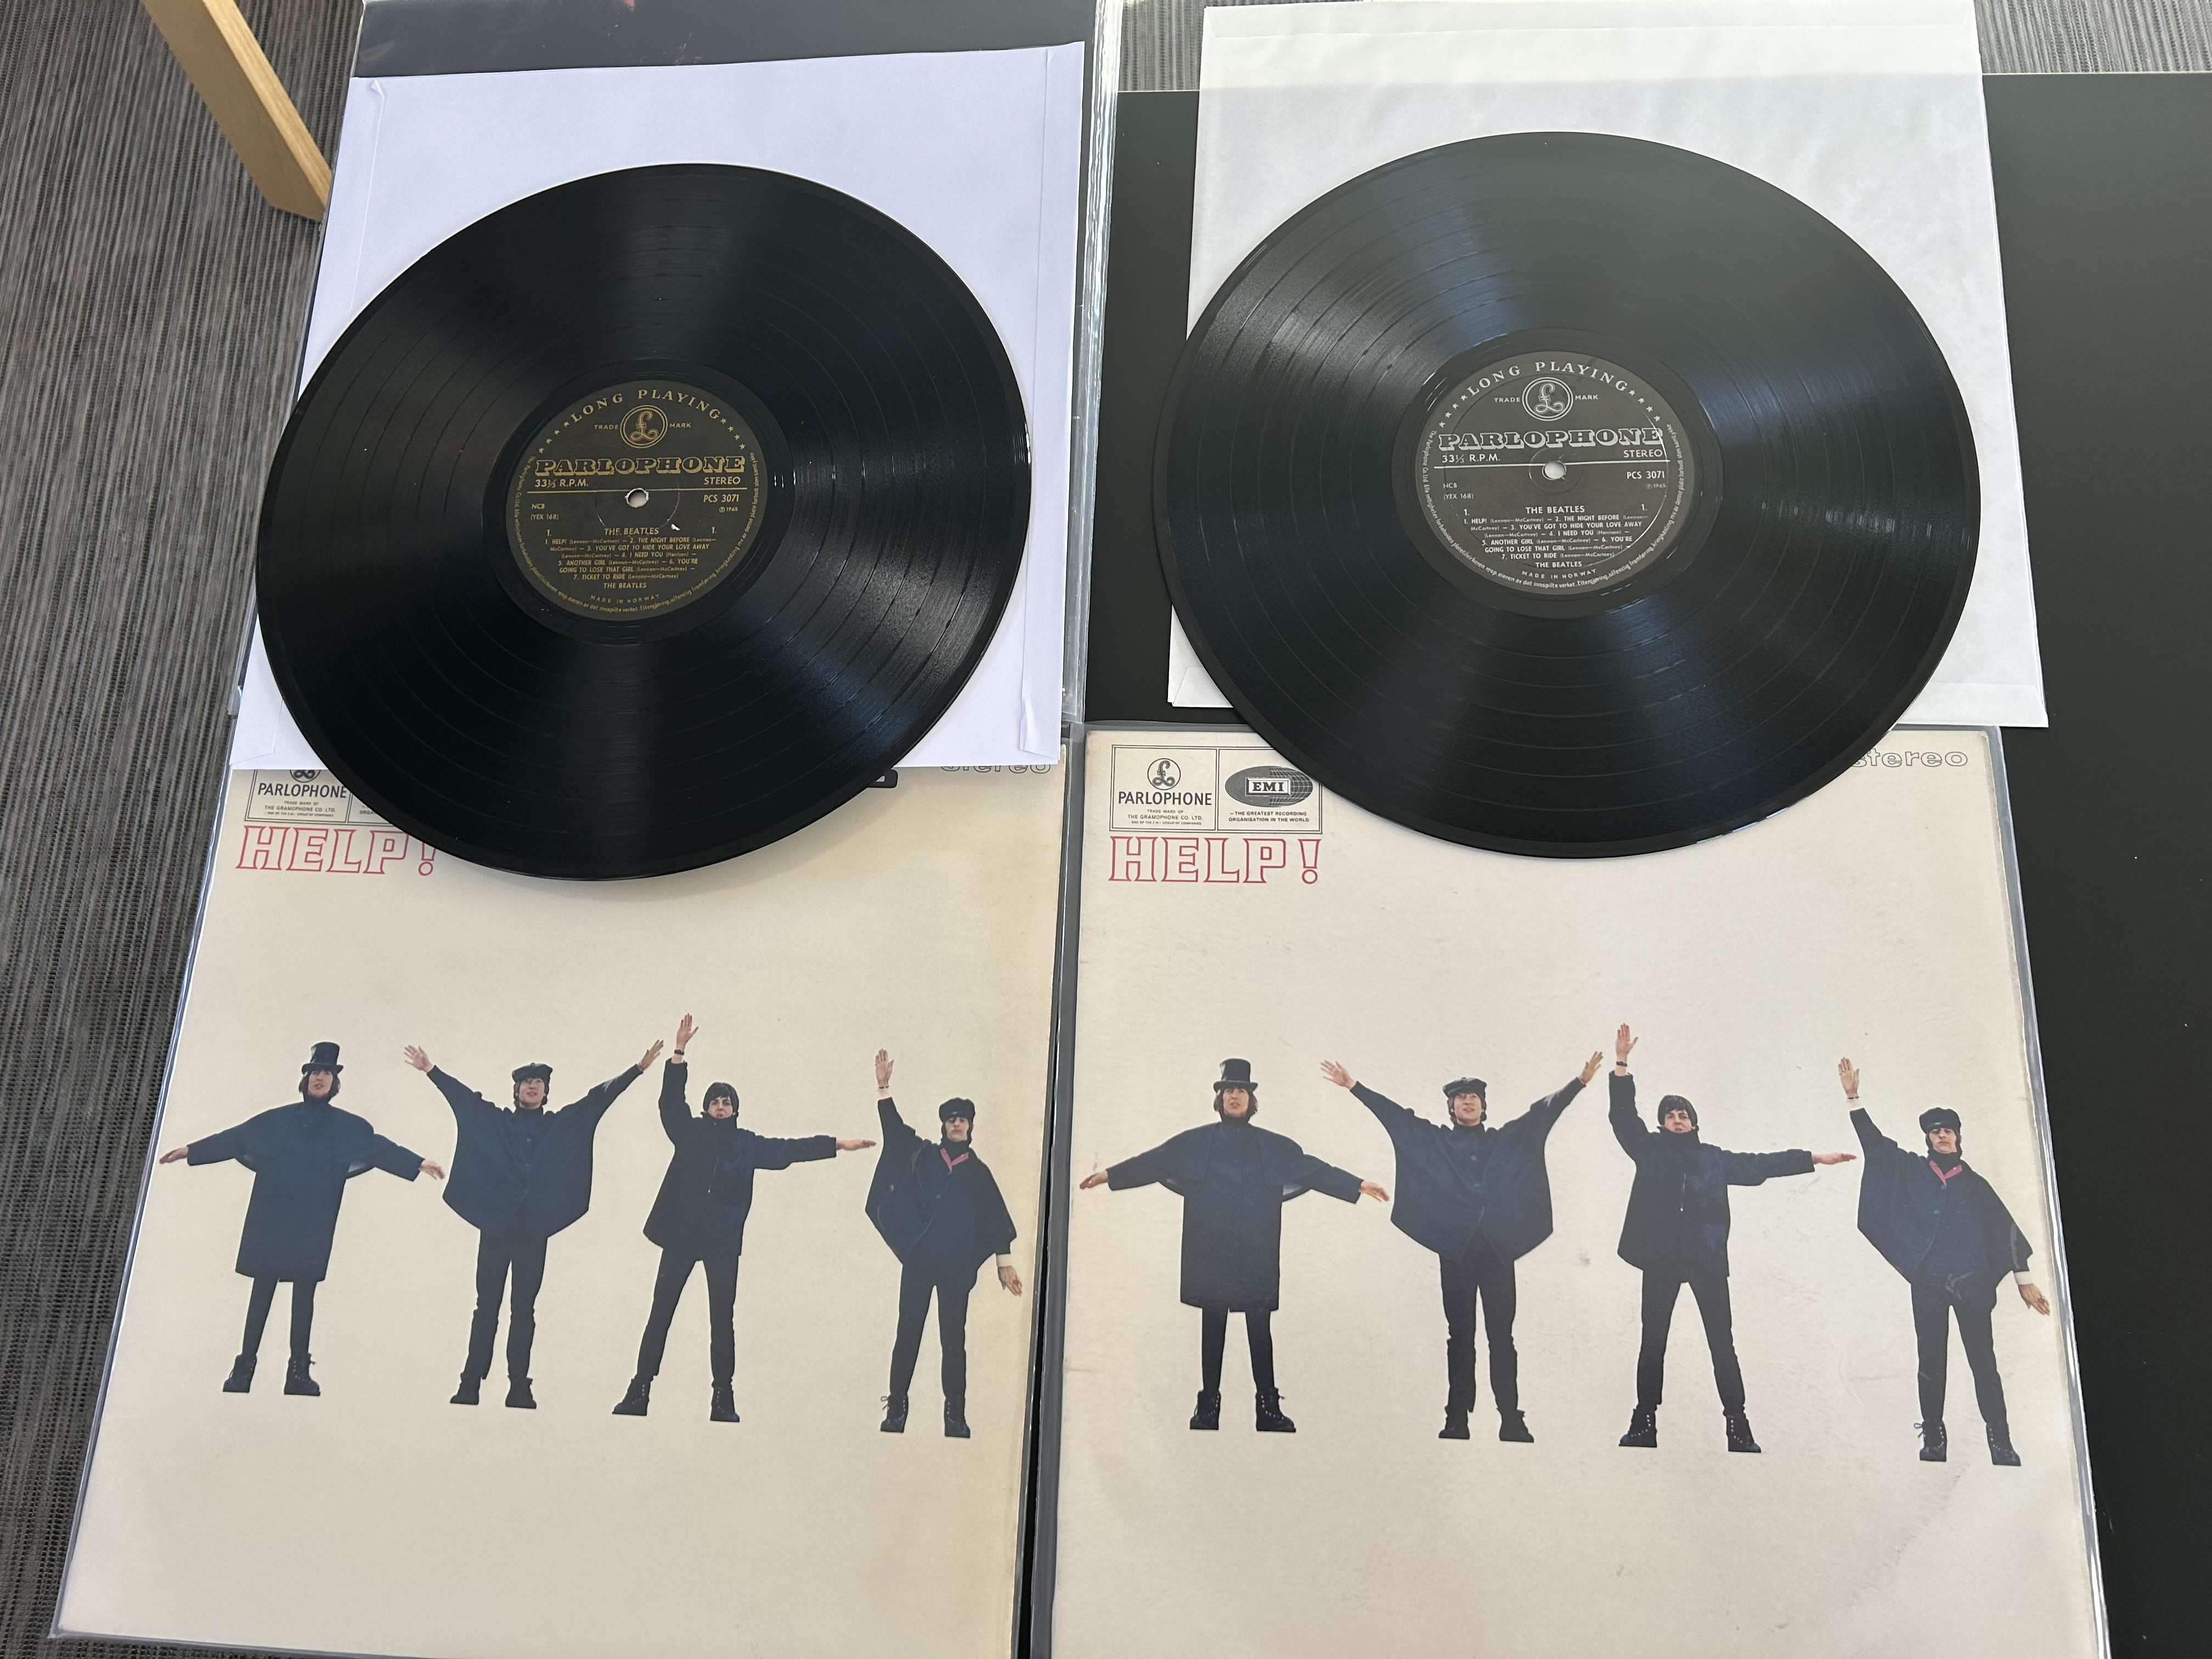 LONG PLAYING
TRADE MARK
PARLOPHONE
33⅓ R.P.M. STEREO
PCS 3071
NCB
℗ 1965
(YEX 168)
1. THE BEATLES 1.
1. HELP! (Lennon—McCartney) — 2. THE NIGHT BEFORE (Lennon—
McCartney) — 3. YOU'VE GOT TO HIDE YOUR LOVE AWAY
(Lennon—McCartney) — 4. I NEED YOU (Harrison) —
5. ANOTHER GIRL (Lennon—McCartney) — 6. YOU'RE
GOING TO LOSE THAT GIRL (Lennon—McCartney) —
7. TICKET TO RIDE (Lennon—McCartney)
THE BEATLES
MADE IN NORWAY
LONG PLAYING
TRADE MARK
PARLOPHONE
33⅓ R.P.M. STEREO
PCS 3071
NCB
℗ 1965
(YEX 168)
1. THE BEATLES 1.
1. HELP! (Lennon—McCartney) — 2. THE NIGHT BEFORE (Lennon—
McCartney) — 3. YOU'VE GOT TO HIDE YOUR LOVE AWAY
(Lennon—McCartney) — 4. I NEED YOU (Harrison) —
5. ANOTHER GIRL (Lennon—McCartney) — 6. YOU'RE
GOING TO LOSE THAT GIRL (Lennon—McCartney) —
7. TICKET TO RIDE (Lennon—McCartney)
THE BEATLES
MADE IN NORWAY
stereo
PARLOPHONE
TRADE MARK OF
THE GRAMOPHONE CO. LTD.
HELP!
stereo
PARLOPHONE
TRADE MARK OF
THE GRAMOPHONE CO. LTD.
EMI
—THE GREATEST RECORDING
ORGANISATION IN THE WORLD
HELP!